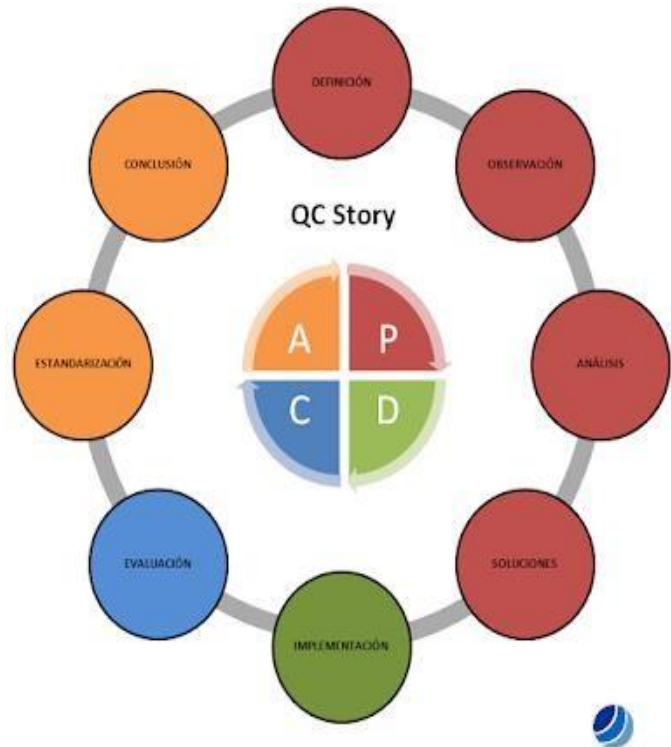 DEFINICIÓN
CONCLUSIÓN
OBSERVACIÓN
QC Story
A
P
ESTANDARIZACIÓN
ANÁLISIS
C
D
EVALUACIÓN
SOLUCIONES
IMPLEMENTACIÓN